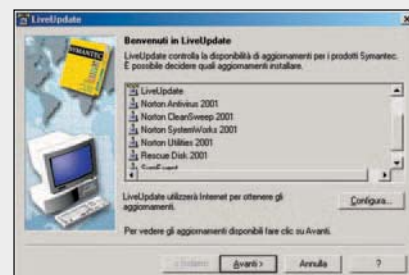 LiveUpdate
SYMANTEC
Benvenuti in LiveUpdate
LiveUpdate controlla la disponibilità di aggiornamenti per i prodotti Symantec.
È possibile decidere quali aggiornamenti installare.
LiveUpdate
Norton Antivirus 2001
Norton CleanSweep 2001
Norton SystemWorks 2001
Norton Utilities 2001
Rescue Disk 2001
LiveUpdate utilizzerà Internet per ottenere gli
aggiornamenti.
Configura...
Per vedere gli aggiornamenti disponibili fare clic su Avanti.
< Indietro
Avanti >
Annulla
?